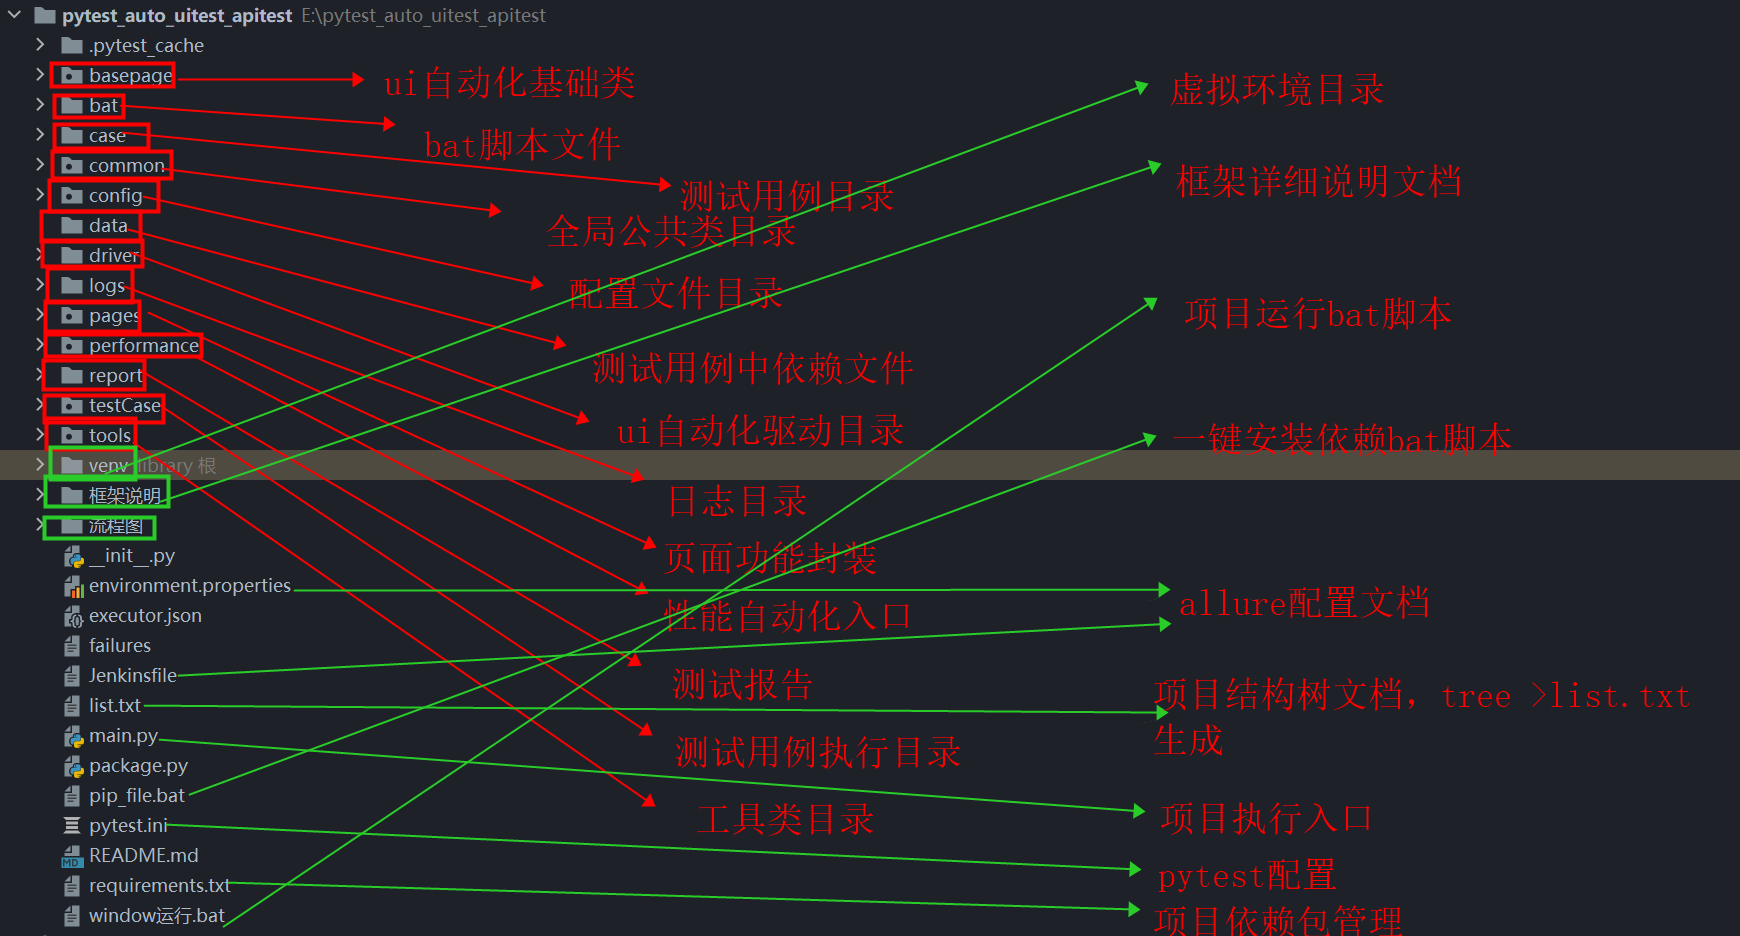 pytest_auto_uitest_apitest E:\pytest_auto_uitest_apitest
.pytest_cache
basepage
bat
case
common
config
data
driver
logs
pages
performance
report
testCase
tools
venv library 根
框架说明
流程图
__init__.py
environment.properties
executor.json
failures
Jenkinsfile
list.txt
main.py
package.py
pip_file.bat
pytest.ini
README.md
requirements.txt
window运行.bat
ui自动化基础类
bat脚本文件
测试用例目录
全局公共类目录
配置文件目录
测试用例中依赖文件
ui自动化驱动目录
日志目录
页面功能封装
性能自动化入口
测试报告
测试用例执行目录
工具类目录
虚拟环境目录
框架详细说明文档
项目运行bat脚本
一键安装依赖bat脚本
allure配置文档
项目结构树文档，tree >list.txt
生成
项目执行入口
pytest配置
项目依赖包管理